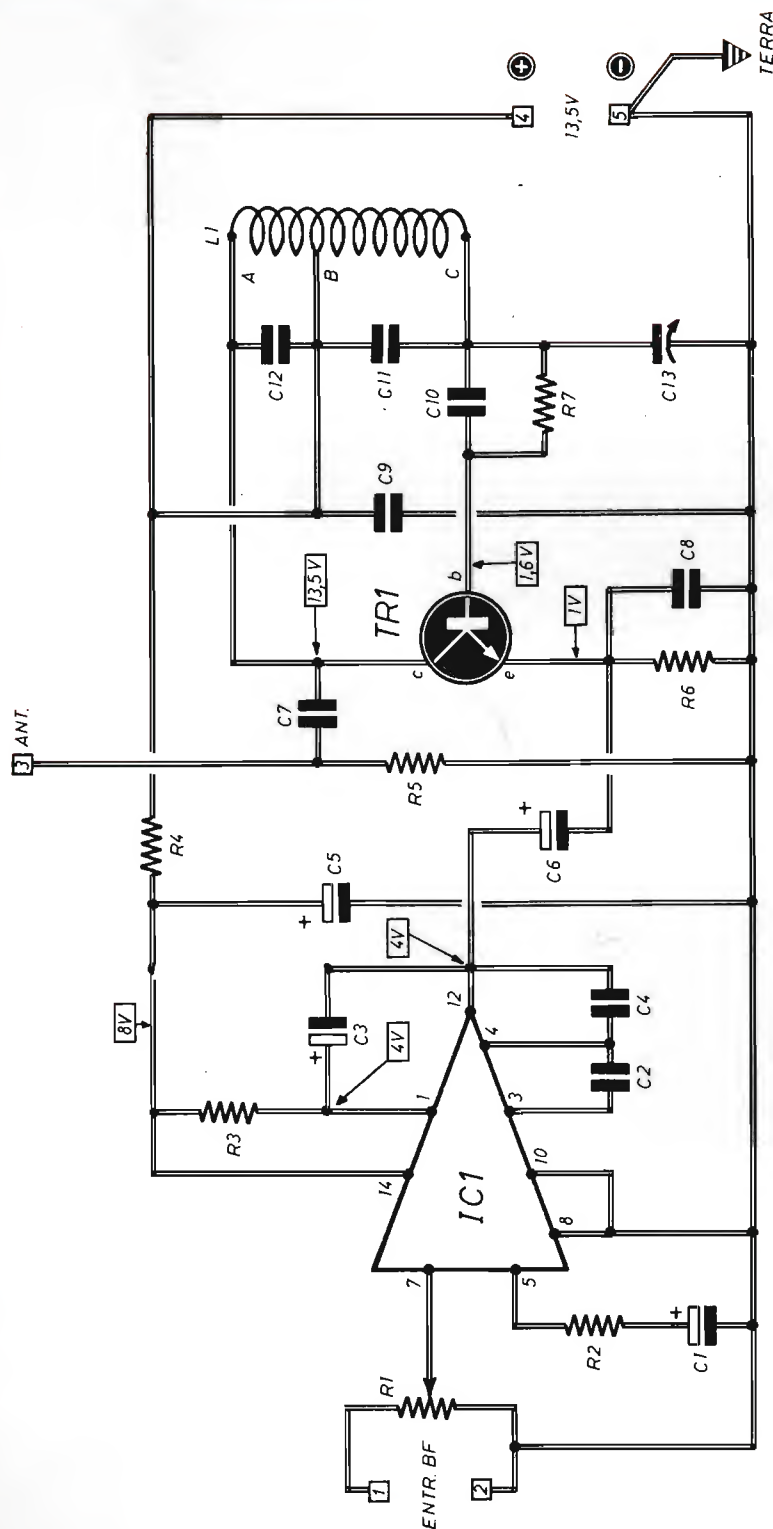 3 ANT.
R4
8V
R3
C3
+
4V
4V
C5
+
C7
13,5V
TR1
c
b
e
1,6V
1V
R5
C6
+
R6
C8
C9
C10
R7
C12
C11
C13
L1
A
B
C
4
+
13,5V
5
-
TERRA
14
1
12
4
3
10
8
7
5
IC1
C2
C4
R1
1
ENTR. BF
2
R2
C1
+